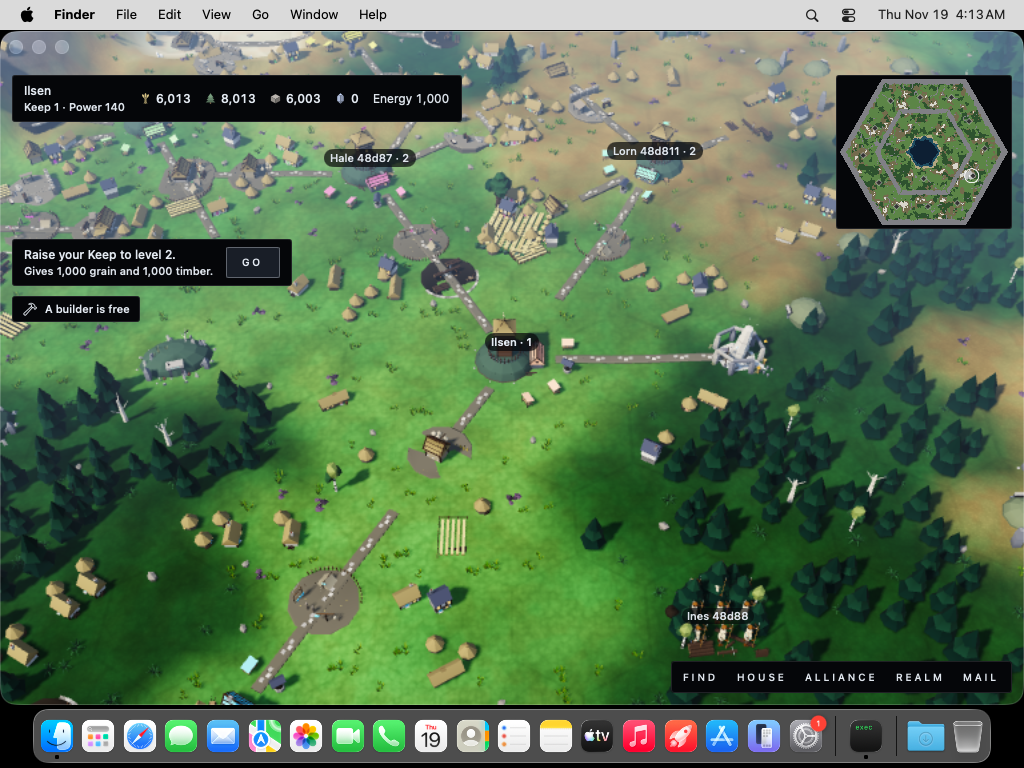 Finder File Edit View Go Window Help
Thu Nov 19 4:13 AM
Ilsen
Keep 1 · Power 140
6,013
8,013
6,003
0
Energy 1,000
Hale 48d87 · 2
Lorn 48d811 · 2
Raise your Keep to level 2.
Gives 1,000 grain and 1,000 timber.
GO
A builder is free
Ilsen · 1
Ines 48d88
FIND HOUSE ALLIANCE REALM MAIL
Thu
19
tv
1
exec